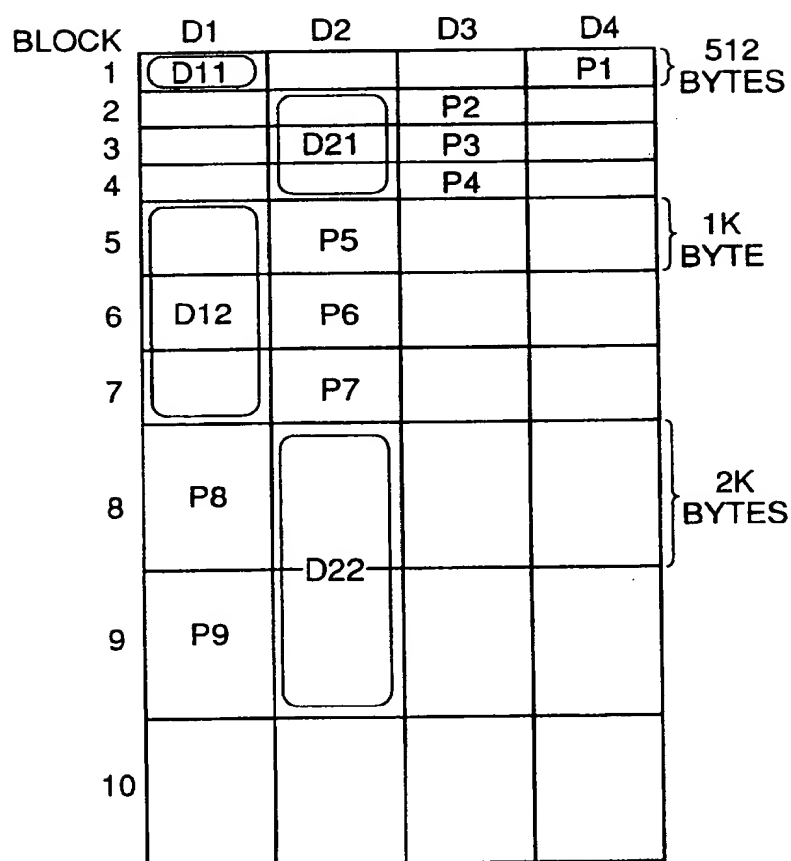 BLOCK D1 D2 D3 D4
1 D11 P1 512 BYTES
2 P2
3 D21 P3
4 P4
5 P5 1K BYTE
6 D12 P6
7 P7
8 P8 2K BYTES
D22
9 P9
10